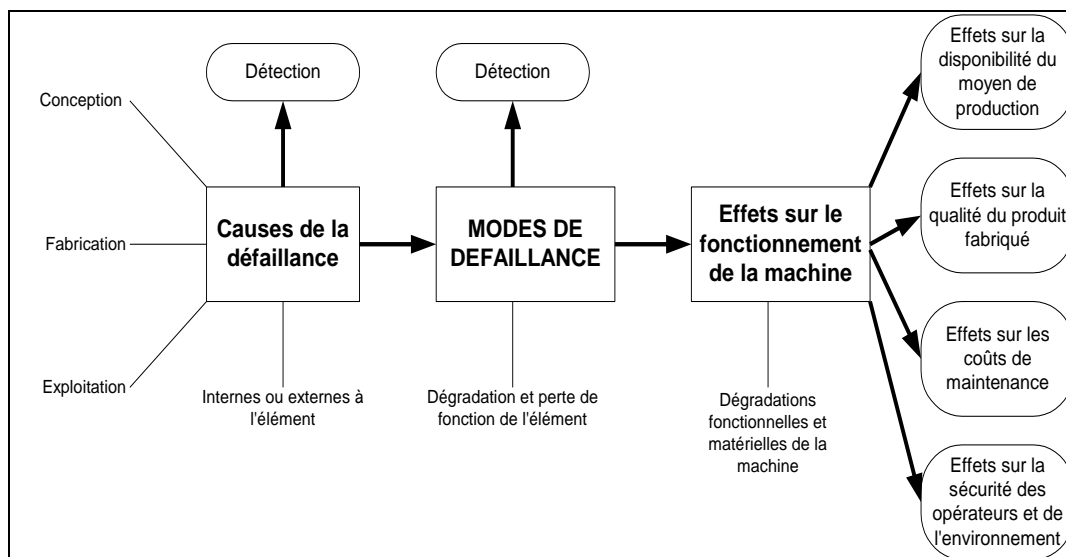 Détection
Détection
Effets sur la
disponibilité du
moyen de
production
Conception
Fabrication
Exploitation
Causes de la
défaillance
MODES DE
DEFAILLANCE
Effets sur le
fonctionnement
de la machine
Effets sur la
qualité du produit
fabriqué
Effets sur les
coûts de
maintenance
Internes ou externes à
l'élément
Dégradation et perte de
fonction de l'élément
Dégradations
fonctionnelles et
matérielles de la
machine
Effets sur la
sécurité des
opérateurs et de
l'environnement